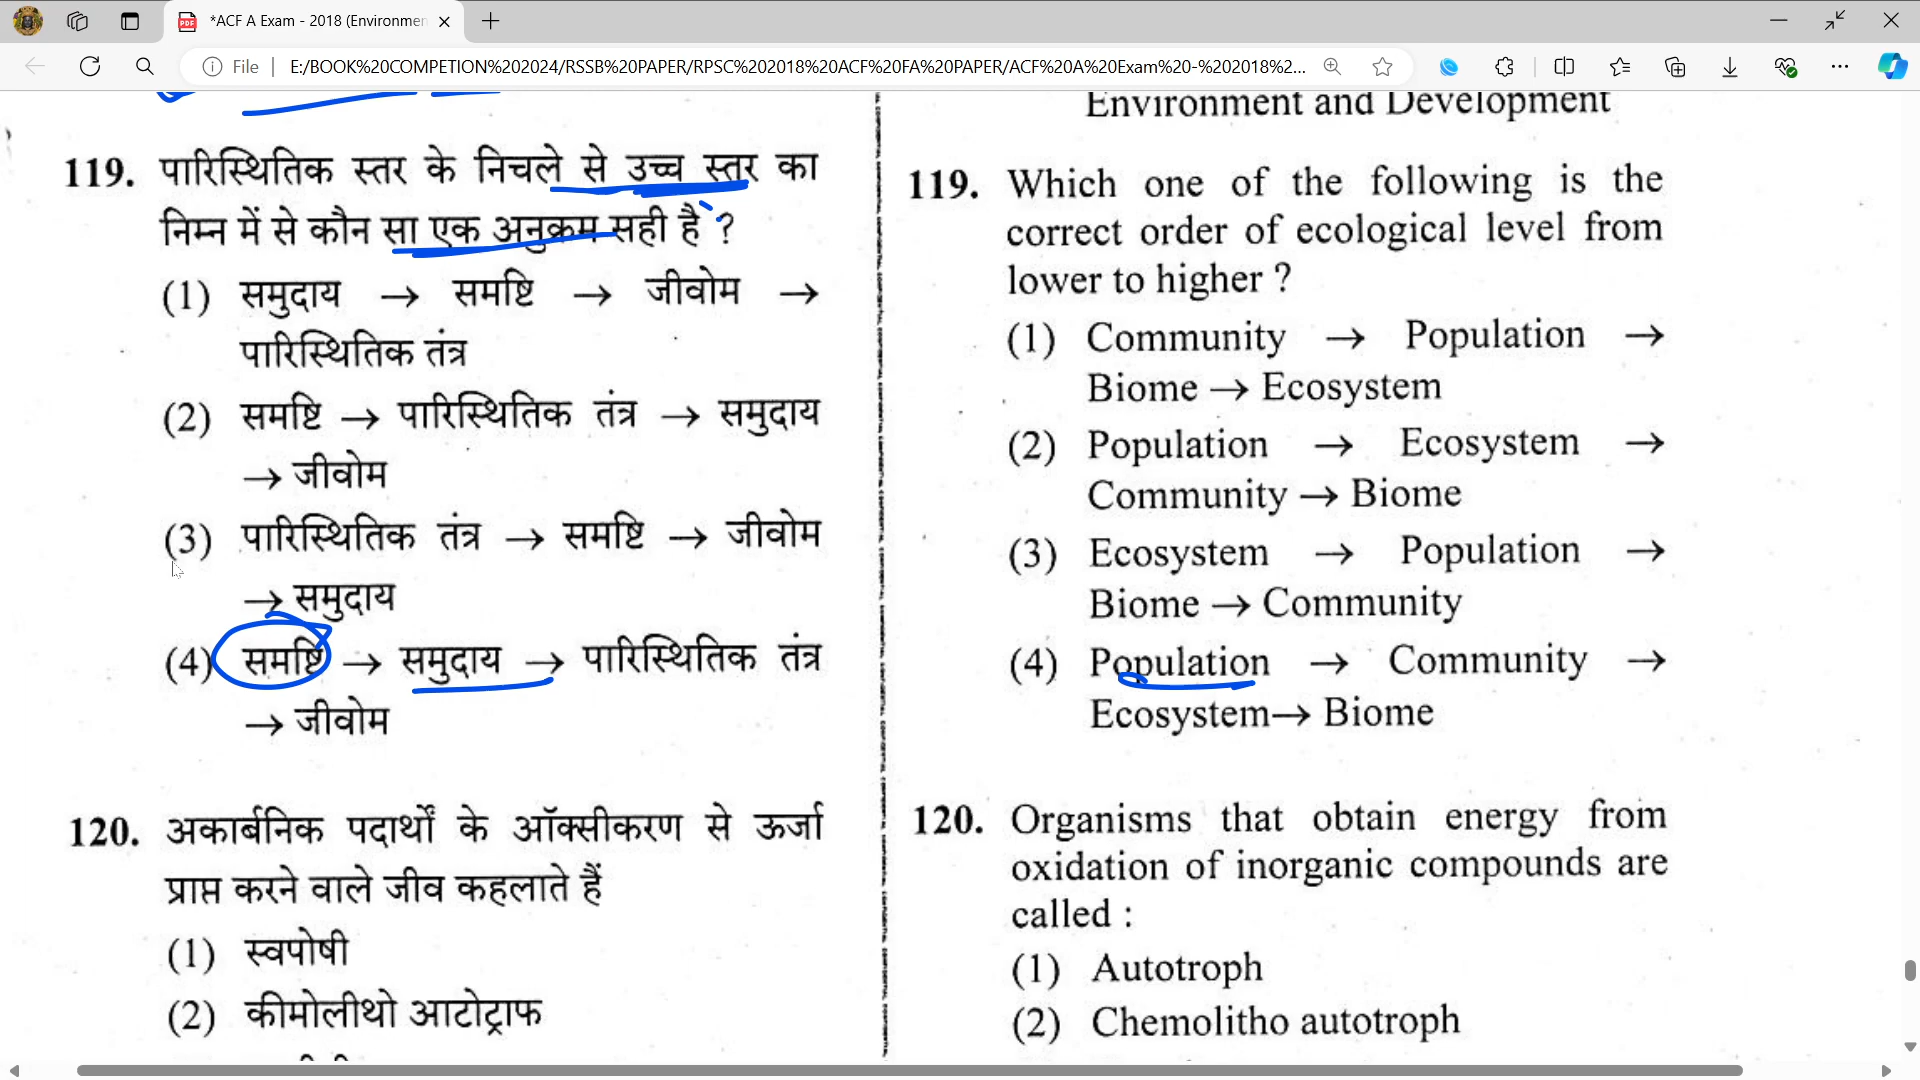 *ACF A Exam - 2018 (Environmen
File
E:/BOOK%20COMPETION%202024/RSSB%20PAPER/RPSC%202018%20ACF%20FA%20PAPER/ACF%20A%20Exam%20-%202018%2...
119. पारिस्थितिक स्तर के निचले से उच्च स्तर का
निम्न में से कौन सा एक अनुक्रम सही है ?
(1) समुदाय → समष्टि → जीवोम →
पारिस्थितिक तंत्र
(2) समष्टि → पारिस्थितिक तंत्र → समुदाय
→ जीवोम
(3) पारिस्थितिक तंत्र → समष्टि → जीवोम
→ समुदाय
(4) समष्टि → समुदाय → पारिस्थितिक तंत्र
→ जीवोम
120. अकार्बनिक पदार्थों के ऑक्सीकरण से ऊर्जा
प्राप्त करने वाले जीव कहलाते हैं
(1) स्वपोषी
(2) कीमोलीथो आटोट्राफ
Environment and Development
119. Which one of the following is the
correct order of ecological level from
lower to higher ?
(1) Community → Population →
Biome → Ecosystem
(2) Population → Ecosystem →
Community → Biome
(3) Ecosystem → Population →
Biome → Community
(4) Population → Community →
Ecosystem→ Biome
120. Organisms that obtain energy from
oxidation of inorganic compounds are
called :
(1) Autotroph
(2) Chemolitho autotroph